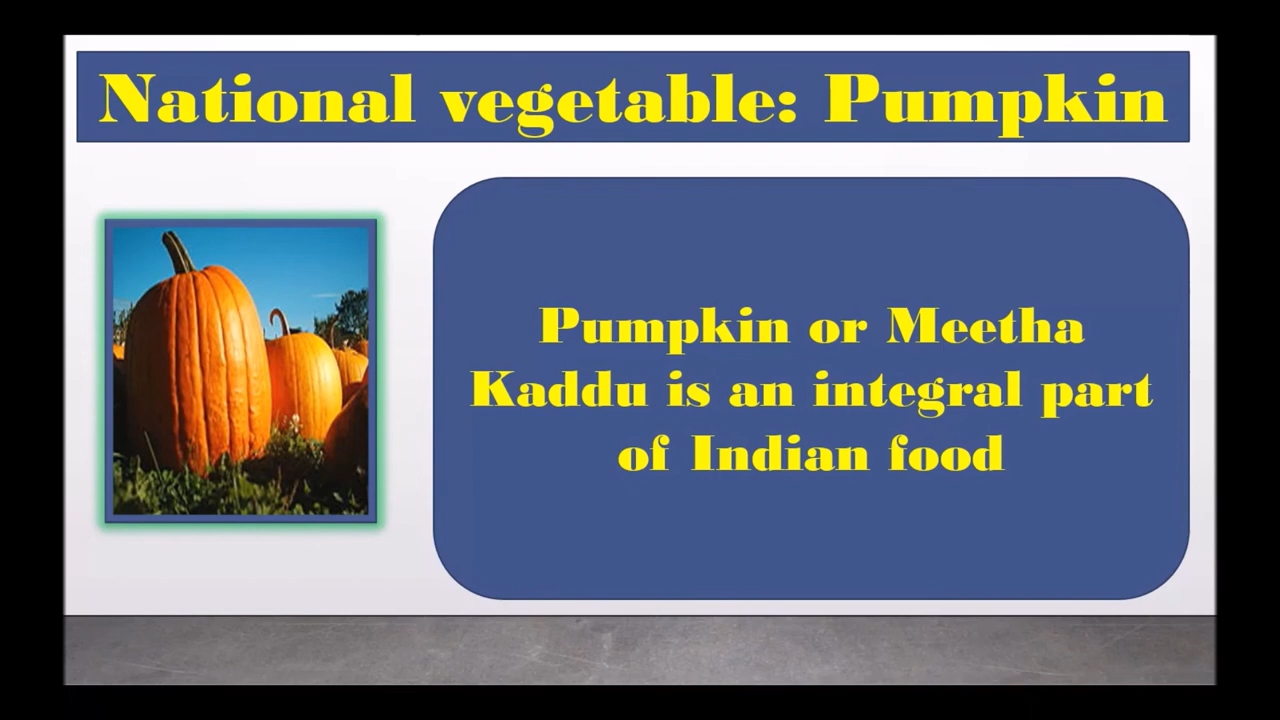 National vegetable: Pumpkin
Pumpkin or Meetha
Kaddu is an integral part
of Indian food